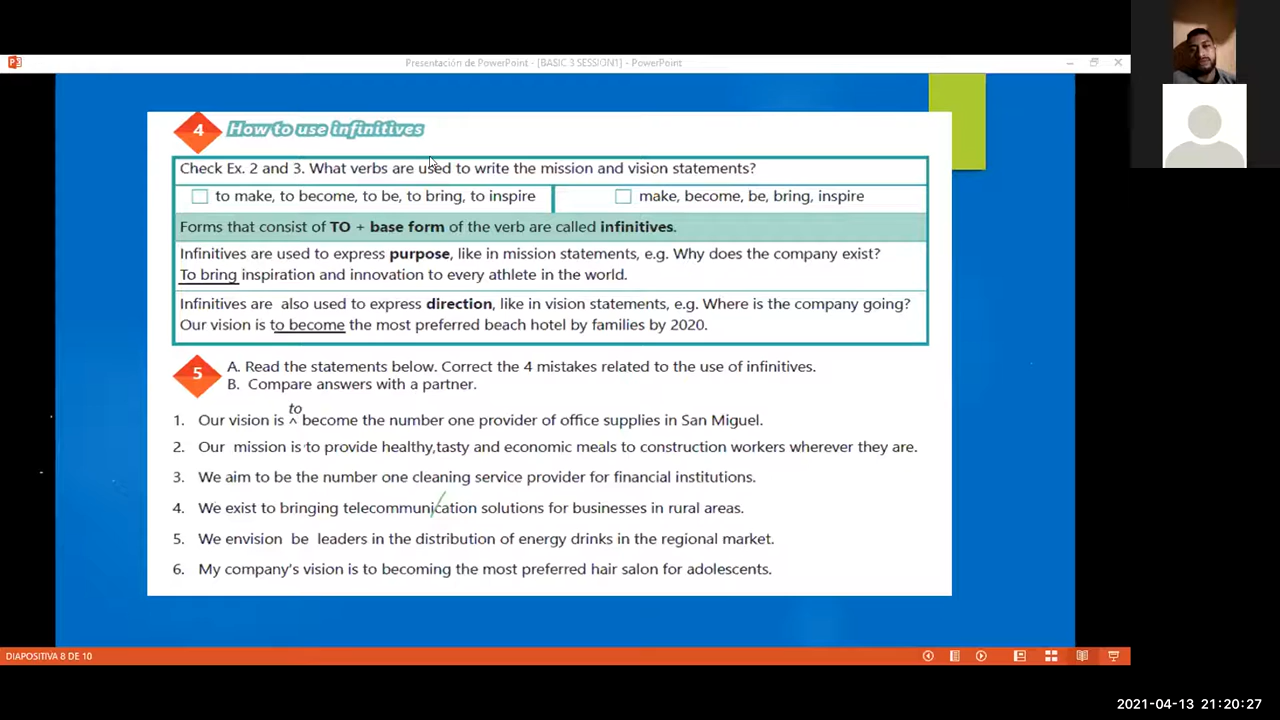 Presentación de PowerPoint - [BASIC 3 SESSION1] - PowerPoint
4 How to use infinitives
Check Ex. 2 and 3. What verbs are used to write the mission and vision statements?
to make, to become, to be, to bring, to inspire
make, become, be, bring, inspire
Forms that consist of TO + base form of the verb are called infinitives.
Infinitives are used to express purpose, like in mission statements, e.g. Why does the company exist?
To bring inspiration and innovation to every athlete in the world.
Infinitives are also used to express direction, like in vision statements, e.g. Where is the company going?
Our vision is to become the most preferred beach hotel by families by 2020.
5 A. Read the statements below. Correct the 4 mistakes related to the use of infinitives.
B. Compare answers with a partner.
to
1. Our vision is ^ become the number one provider of office supplies in San Miguel.
2. Our mission is to provide healthy,tasty and economic meals to construction workers wherever they are.
3. We aim to be the number one cleaning service provider for financial institutions.
4. We exist to bringing telecommunication solutions for businesses in rural areas.
5. We envision be leaders in the distribution of energy drinks in the regional market.
6. My company's vision is to becoming the most preferred hair salon for adolescents.
DIAPOSITIVA 8 DE 10
2021-04-13 21:20:27